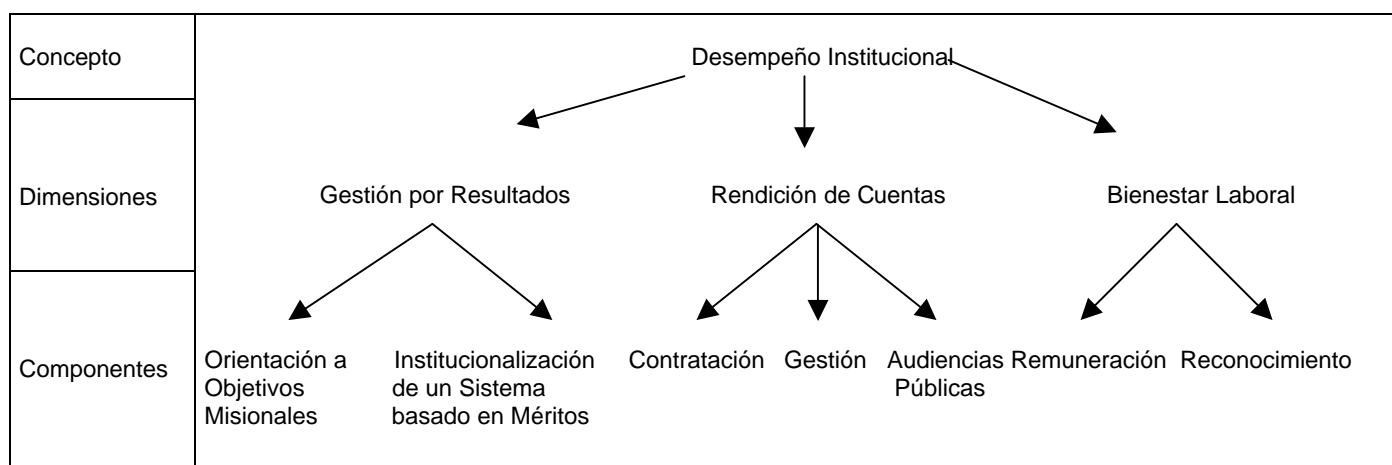 Concepto
Desempeño Institucional
Dimensiones
Gestión por Resultados
Rendición de Cuentas
Bienestar Laboral
Componentes
Orientación a
Objetivos
Misionales
Institucionalización
de un Sistema
basado en Méritos
Contratación
Gestión
Audiencias
Públicas
Remuneración
Reconocimiento